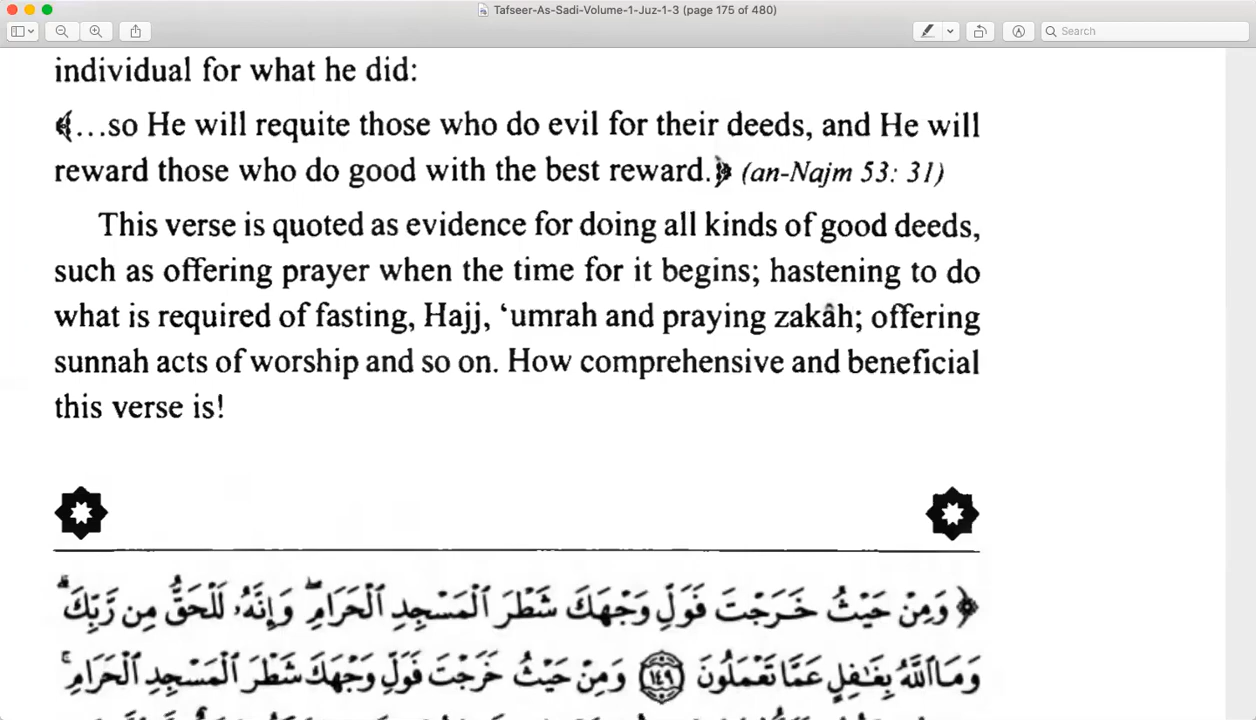 Tafseer-As-Sadi-Volume-1-Juz-1-3 (page 175 of 480)
Search
individual for what he did:
﴾…so He will requite those who do evil for their deeds, and He will
reward those who do good with the best reward.﴿ (an-Najm 53: 31)
This verse is quoted as evidence for doing all kinds of good deeds,
such as offering prayer when the time for it begins; hastening to do
what is required of fasting, Hajj, ‘umrah and praying zakâh; offering
sunnah acts of worship and so on. How comprehensive and beneficial
this verse is!
﴿وَمِنْ حَيْثُ خَرَجْتَ فَوَلِّ وَجْهَكَ شَطْرَ ٱلْمَسْجِدِ ٱلْحَرَامِ ۖ وَإِنَّهُۥ لَلْحَقُّ مِن رَّبِّكَ ۗ
وَمَا ٱللَّهُ بِغَـٰفِلٍ عَمَّا تَعْمَلُونَ ١٤٩ وَمِنْ حَيْثُ خَرَجْتَ فَوَلِّ وَجْهَكَ شَطْرَ ٱلْمَسْجِدِ ٱلْحَرَامِ ۚ